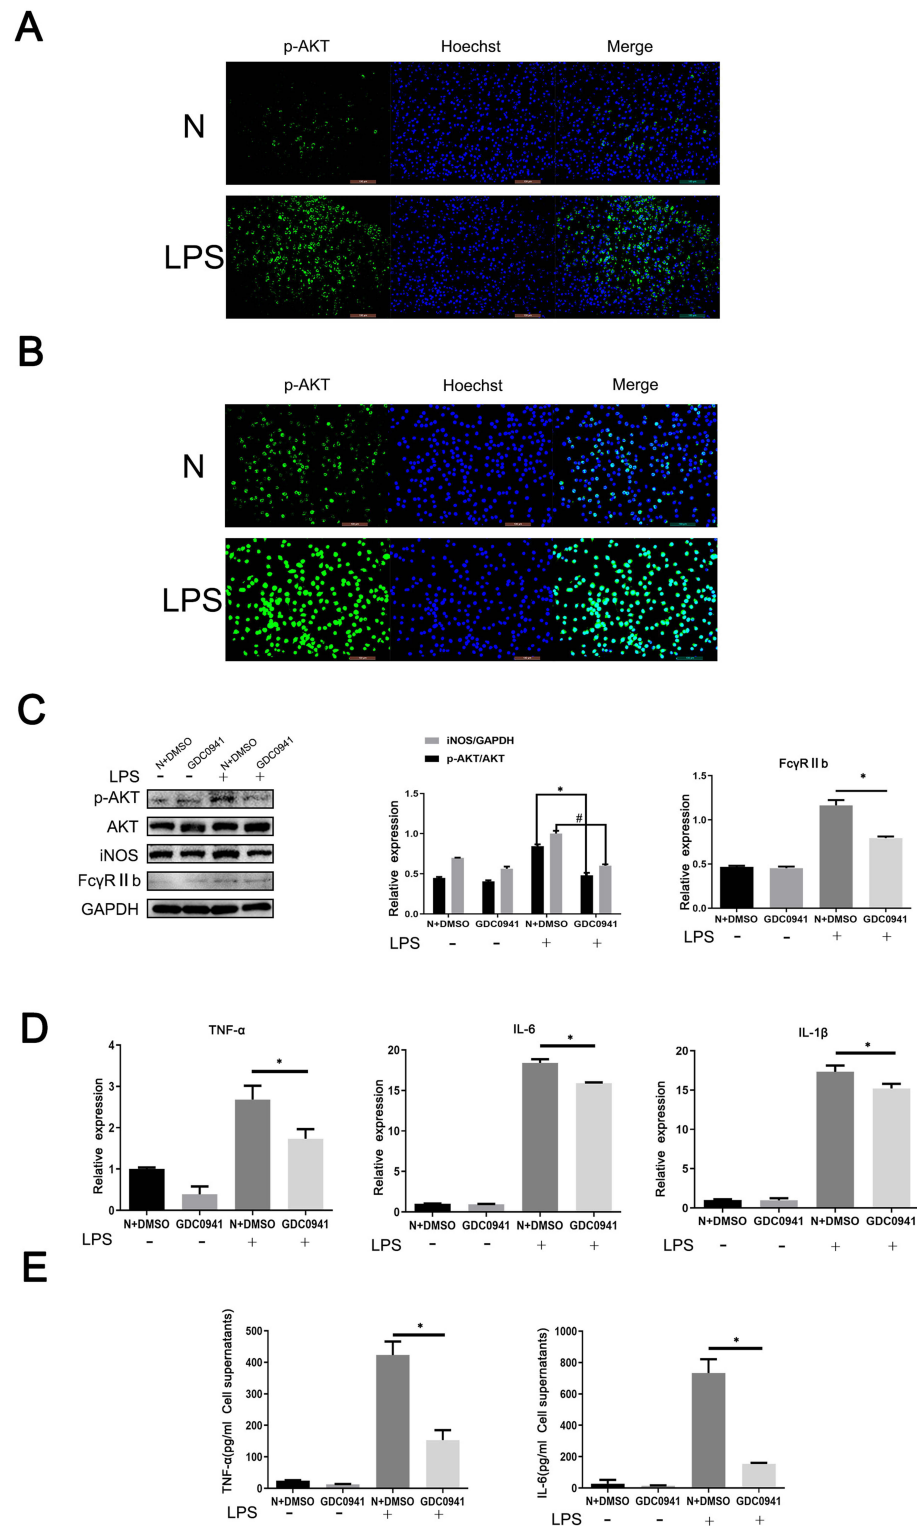 A
p-AKT Hoechst Merge
N
LPS
B
p-AKT Hoechst Merge
N
LPS
C
N+DMSO GDC0941 N+DMSO GDC0941
LPS - - + +
p-AKT
AKT
iNOS
FcγRⅡb
GAPDH
iNOS/GAPDH
p-AKT/AKT
Relative expression
1.5
1.0
0.5
0.0
*
#
N+DMSO GDC0941 N+DMSO GDC0941
LPS - - + +
FcγRⅡb
Relative expression
1.5
1.0
0.5
0.0
*
N+DMSO GDC0941 N+DMSO GDC0941
LPS - - + +
D
TNF-α
Relative expression
4
3
2
1
0
*
N+DMSO GDC0941 N+DMSO GDC0941
LPS - - + +
IL-6
Relative expression
20
15
10
5
0
*
N+DMSO GDC0941 N+DMSO GDC0941
LPS - - + +
IL-1β
Relative expression
20
15
10
5
0
*
N+DMSO GDC0941 N+DMSO GDC0941
LPS - - + +
E
TNF-α(pg/ml Cell supernatants)
500
400
300
200
100
0
*
N+DMSO GDC0941 N+DMSO GDC0941
LPS - - + +
IL-6(pg/ml Cell supernatants)
1000
800
600
400
200
0
*
N+DMSO GDC0941 N+DMSO GDC0941
LPS - - + +